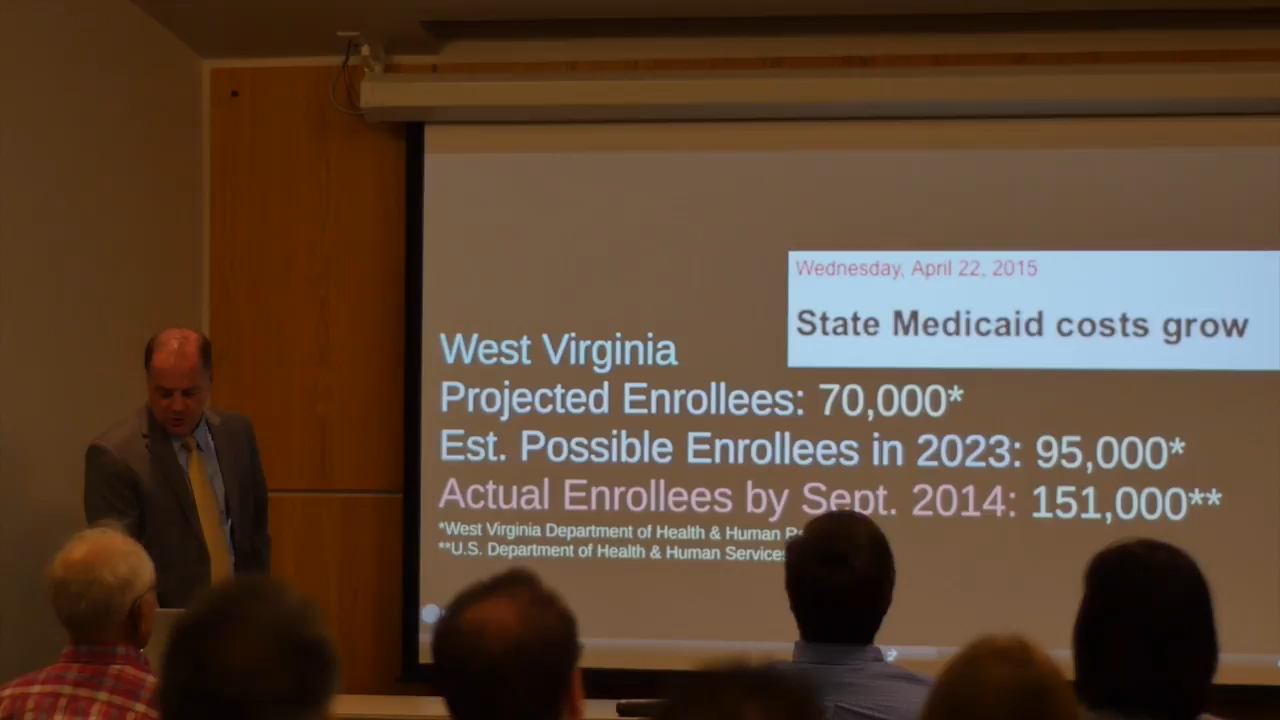 Wednesday, April 22, 2015
State Medicaid costs grow
West Virginia
Projected Enrollees: 70,000*
Est. Possible Enrollees in 2023: 95,000*
Actual Enrollees by Sept. 2014: 151,000**
*West Virginia Department of Health & Human
**U.S. Department of Health & Human Services